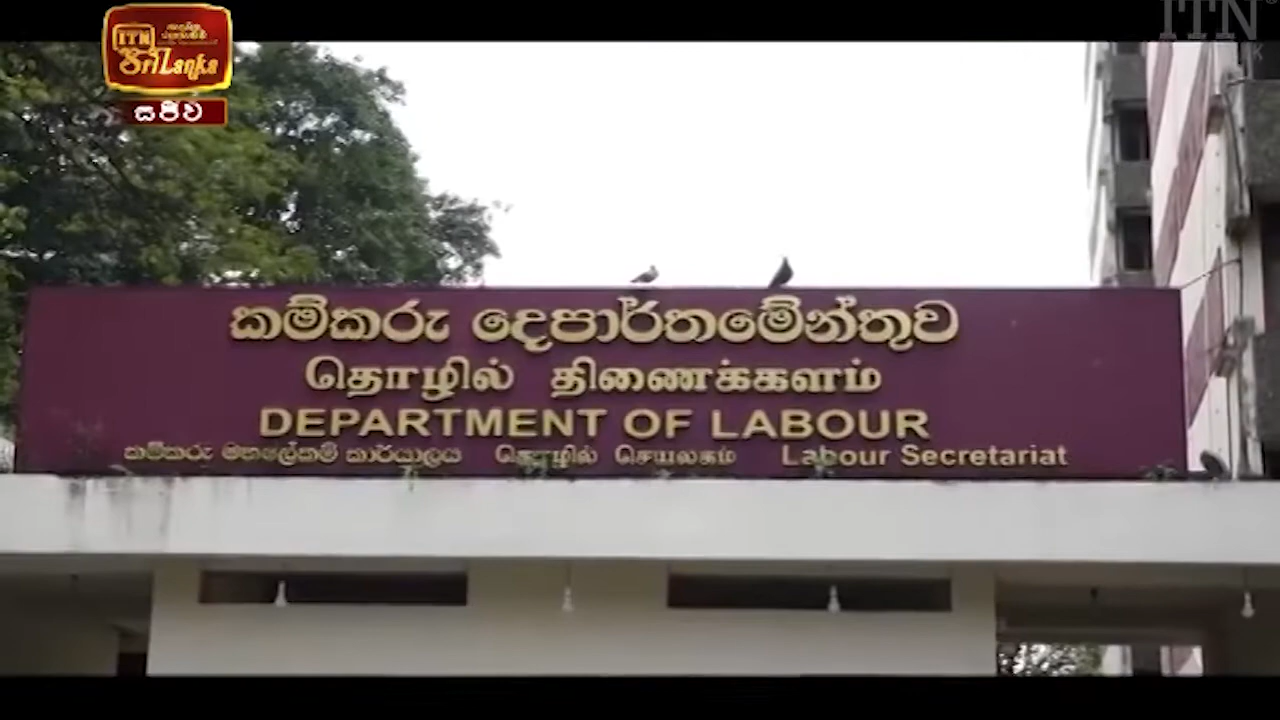 ITN
Sri Lanka
සජීව
ITN
කම්කරු දෙපාර්තමේන්තුව
தொழில் திணைக்களம்
DEPARTMENT OF LABOUR
කම්කරු මහලේකම් කාර්යාලය தொழில் செயலகம் Labour Secretariat